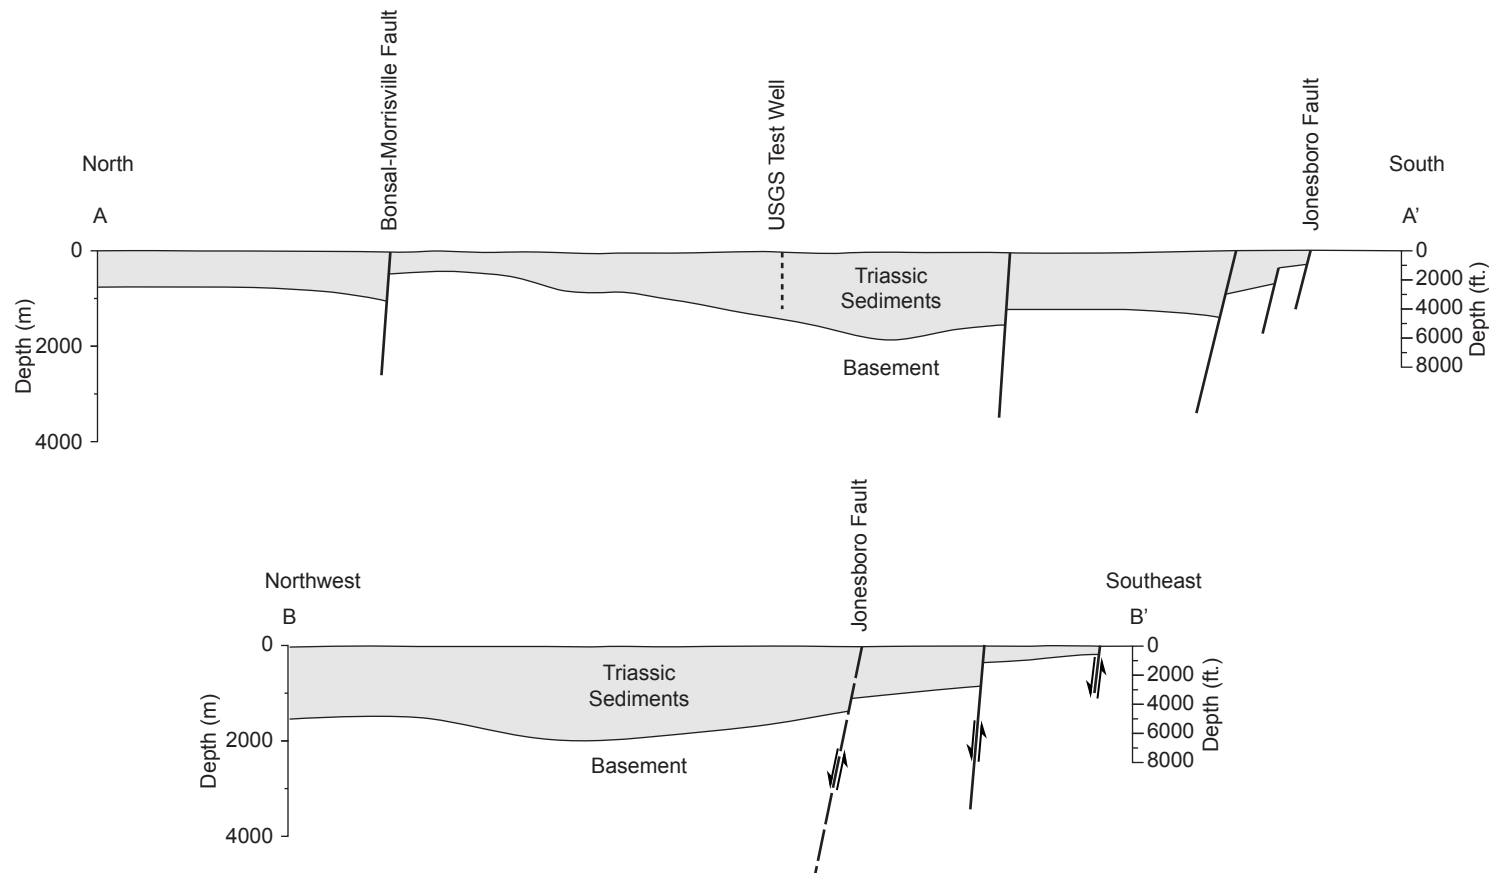 Bonsal-Morrisville Fault
USGS Test Well
Jonesboro Fault
North
South
A
A’
0
2000
4000
Depth (m)
Triassic
Sediments
Basement
0
2000
4000
6000
8000
Depth (ft.)
Jonesboro Fault
Northwest
Southeast
B
B’
0
2000
4000
Depth (m)
Triassic
Sediments
Basement
0
2000
4000
6000
8000
Depth (ft.)